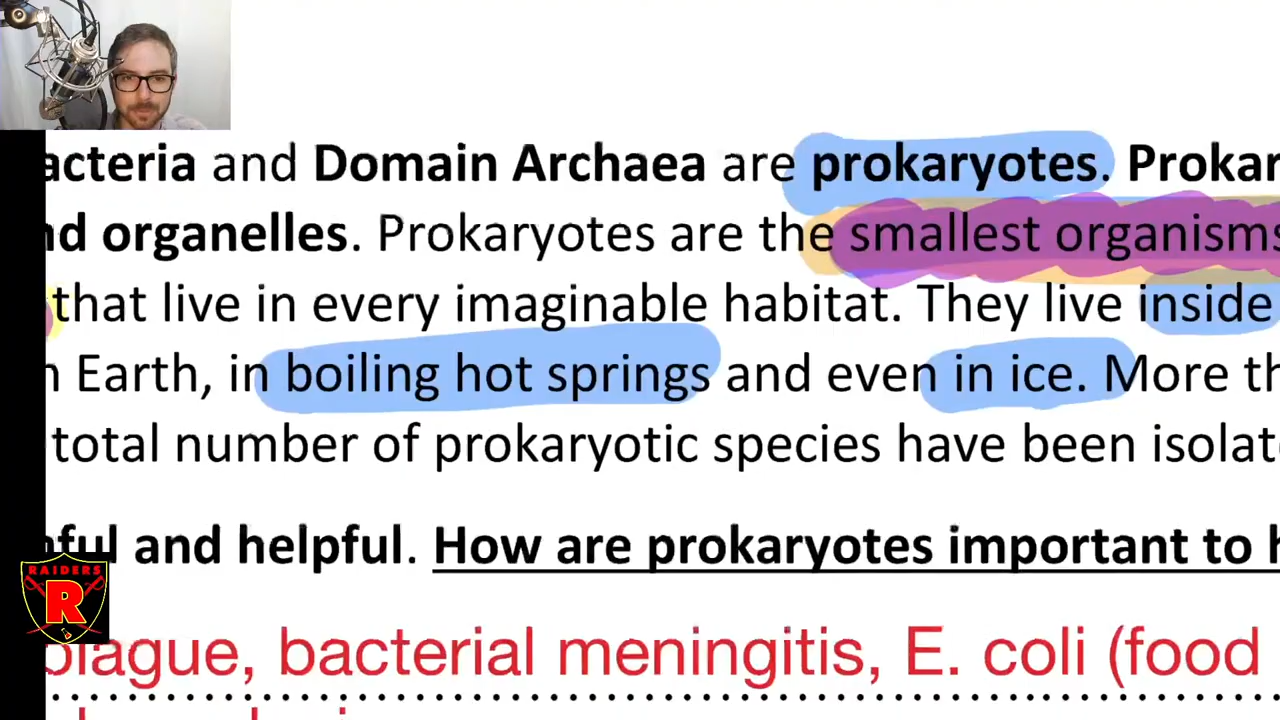 acteria and Domain Archaea are prokaryotes. Prokar
nd organelles. Prokaryotes are the smallest organisms
that live in every imaginable habitat. They live inside
n Earth, in boiling hot springs and even in ice. More th
total number of prokaryotic species have been isolate
ful and helpful. How are prokaryotes important to h
RAIDERS
R
plague, bacterial meningitis, E. coli (food